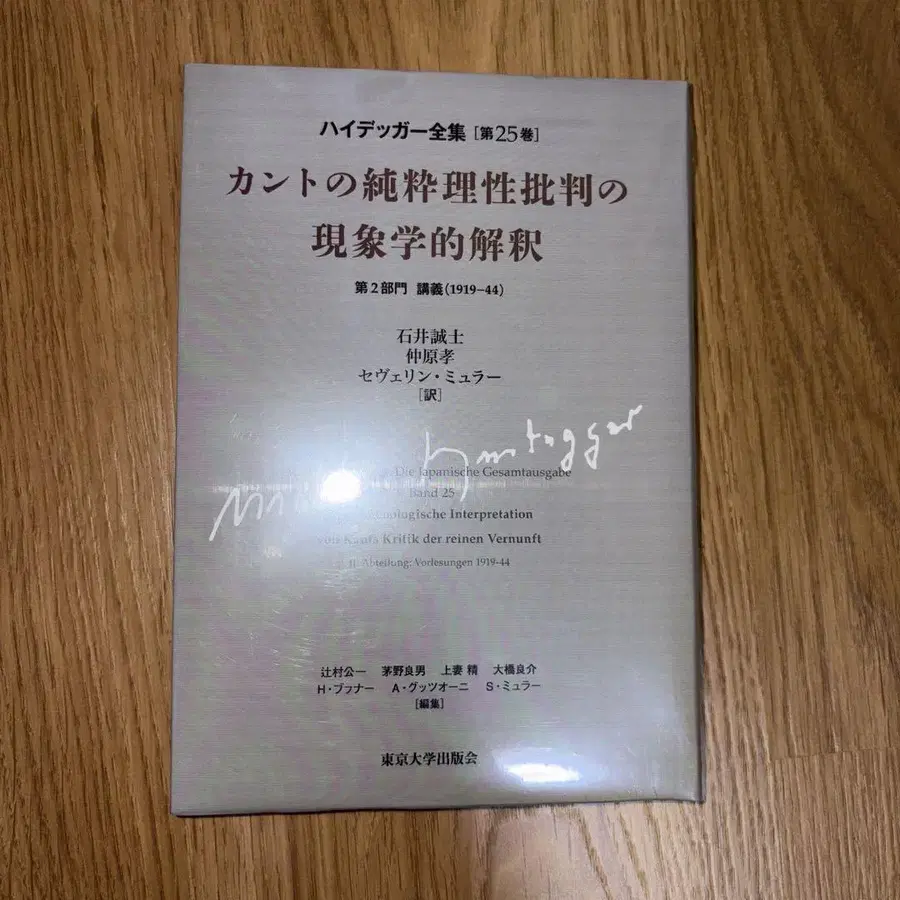 ハイデッガー全集［第25巻］
カントの純粋理性批判の
現象学的解釈
第2部門 講義(1919–44)
石井誠士
仲原孝
セヴェリン・ミュラー
［訳］
Die Japanische Gesamtausgabe
Band 25
Interpretation
Kants Kritik der reinen Vernunft
II. Abteilung: Vorlesungen 1919-44
辻村公一 茅野良男 上妻 精 大橋良介
H・ブァナー A・グッツオーニ S・ミュラー
［編集］
東京大学出版会